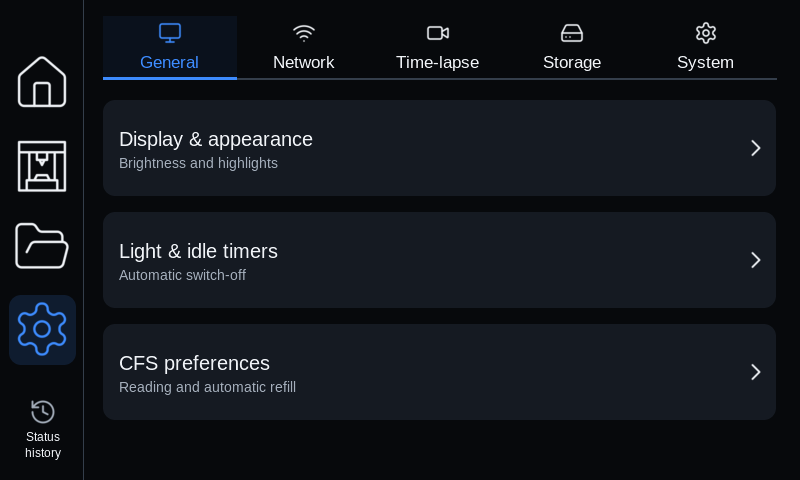 General
Network
Time-lapse
Storage
System
Display & appearance
Brightness and highlights
Light & idle timers
Automatic switch-off
CFS preferences
Reading and automatic refill
Status
history